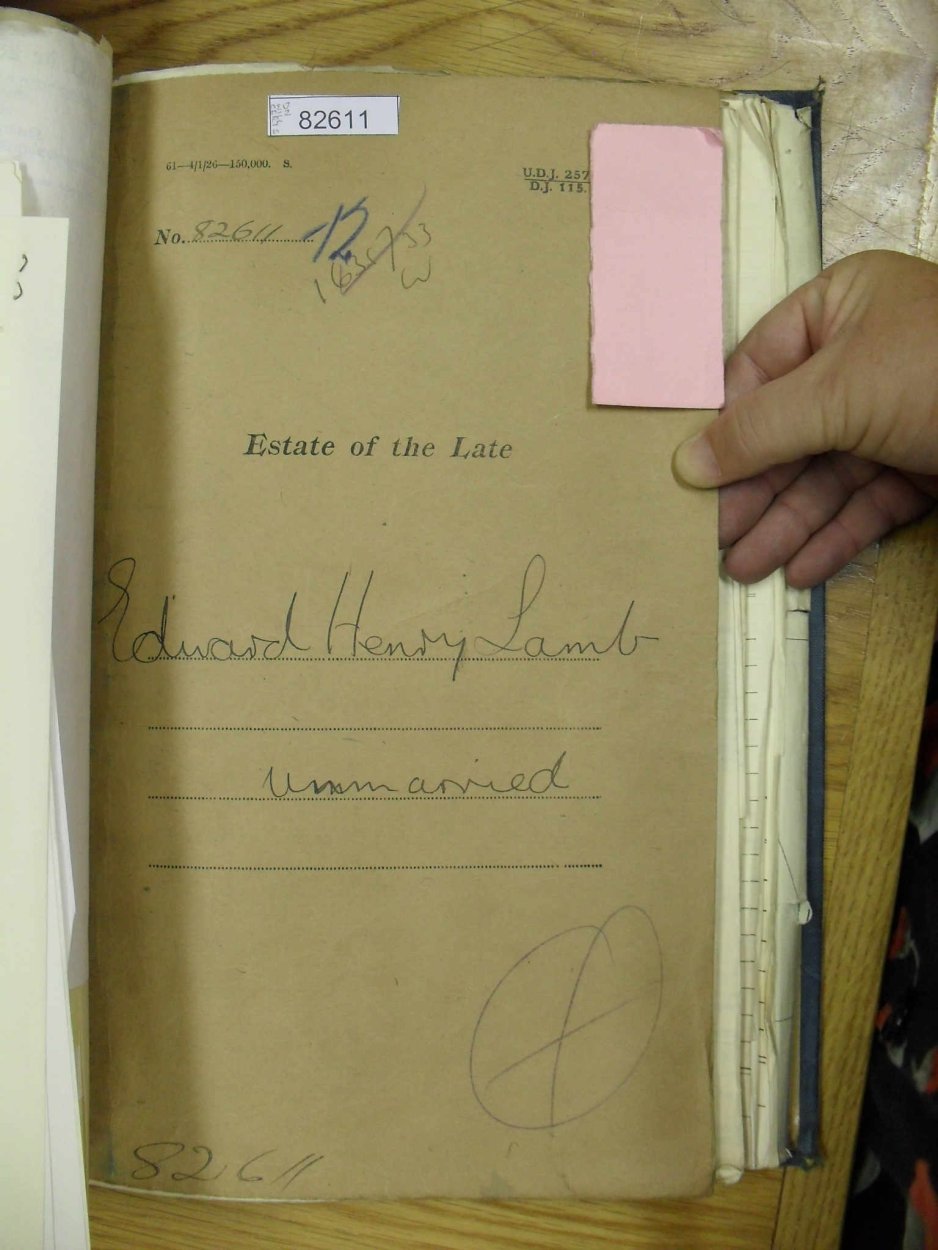 82611
61—4/1/26—150,000. S.
U.D.J. 257
D.J. 115.
No. 82611
12
W
Estate of the Late
Edward Henry Lamb
Unmarried
82611